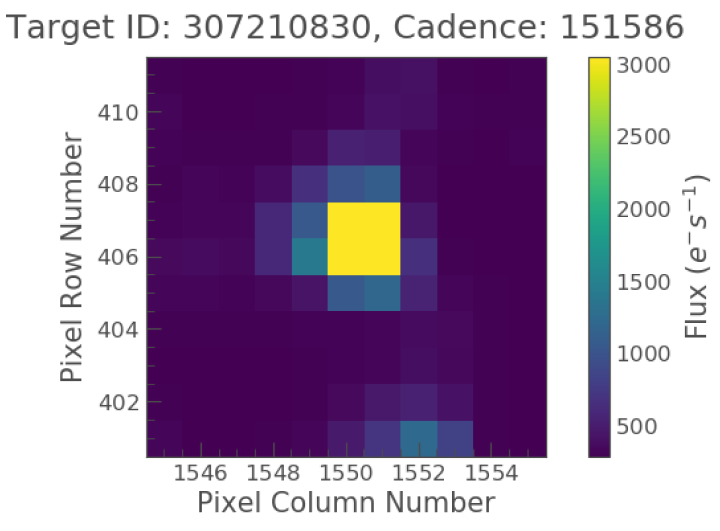 Target ID: 307210830, Cadence: 151586
Pixel Row Number
410
408
406
404
402
1546 1548 1550 1552 1554
Pixel Column Number
3000
2500
2000
1500
1000
500
Flux (e⁻s⁻¹)